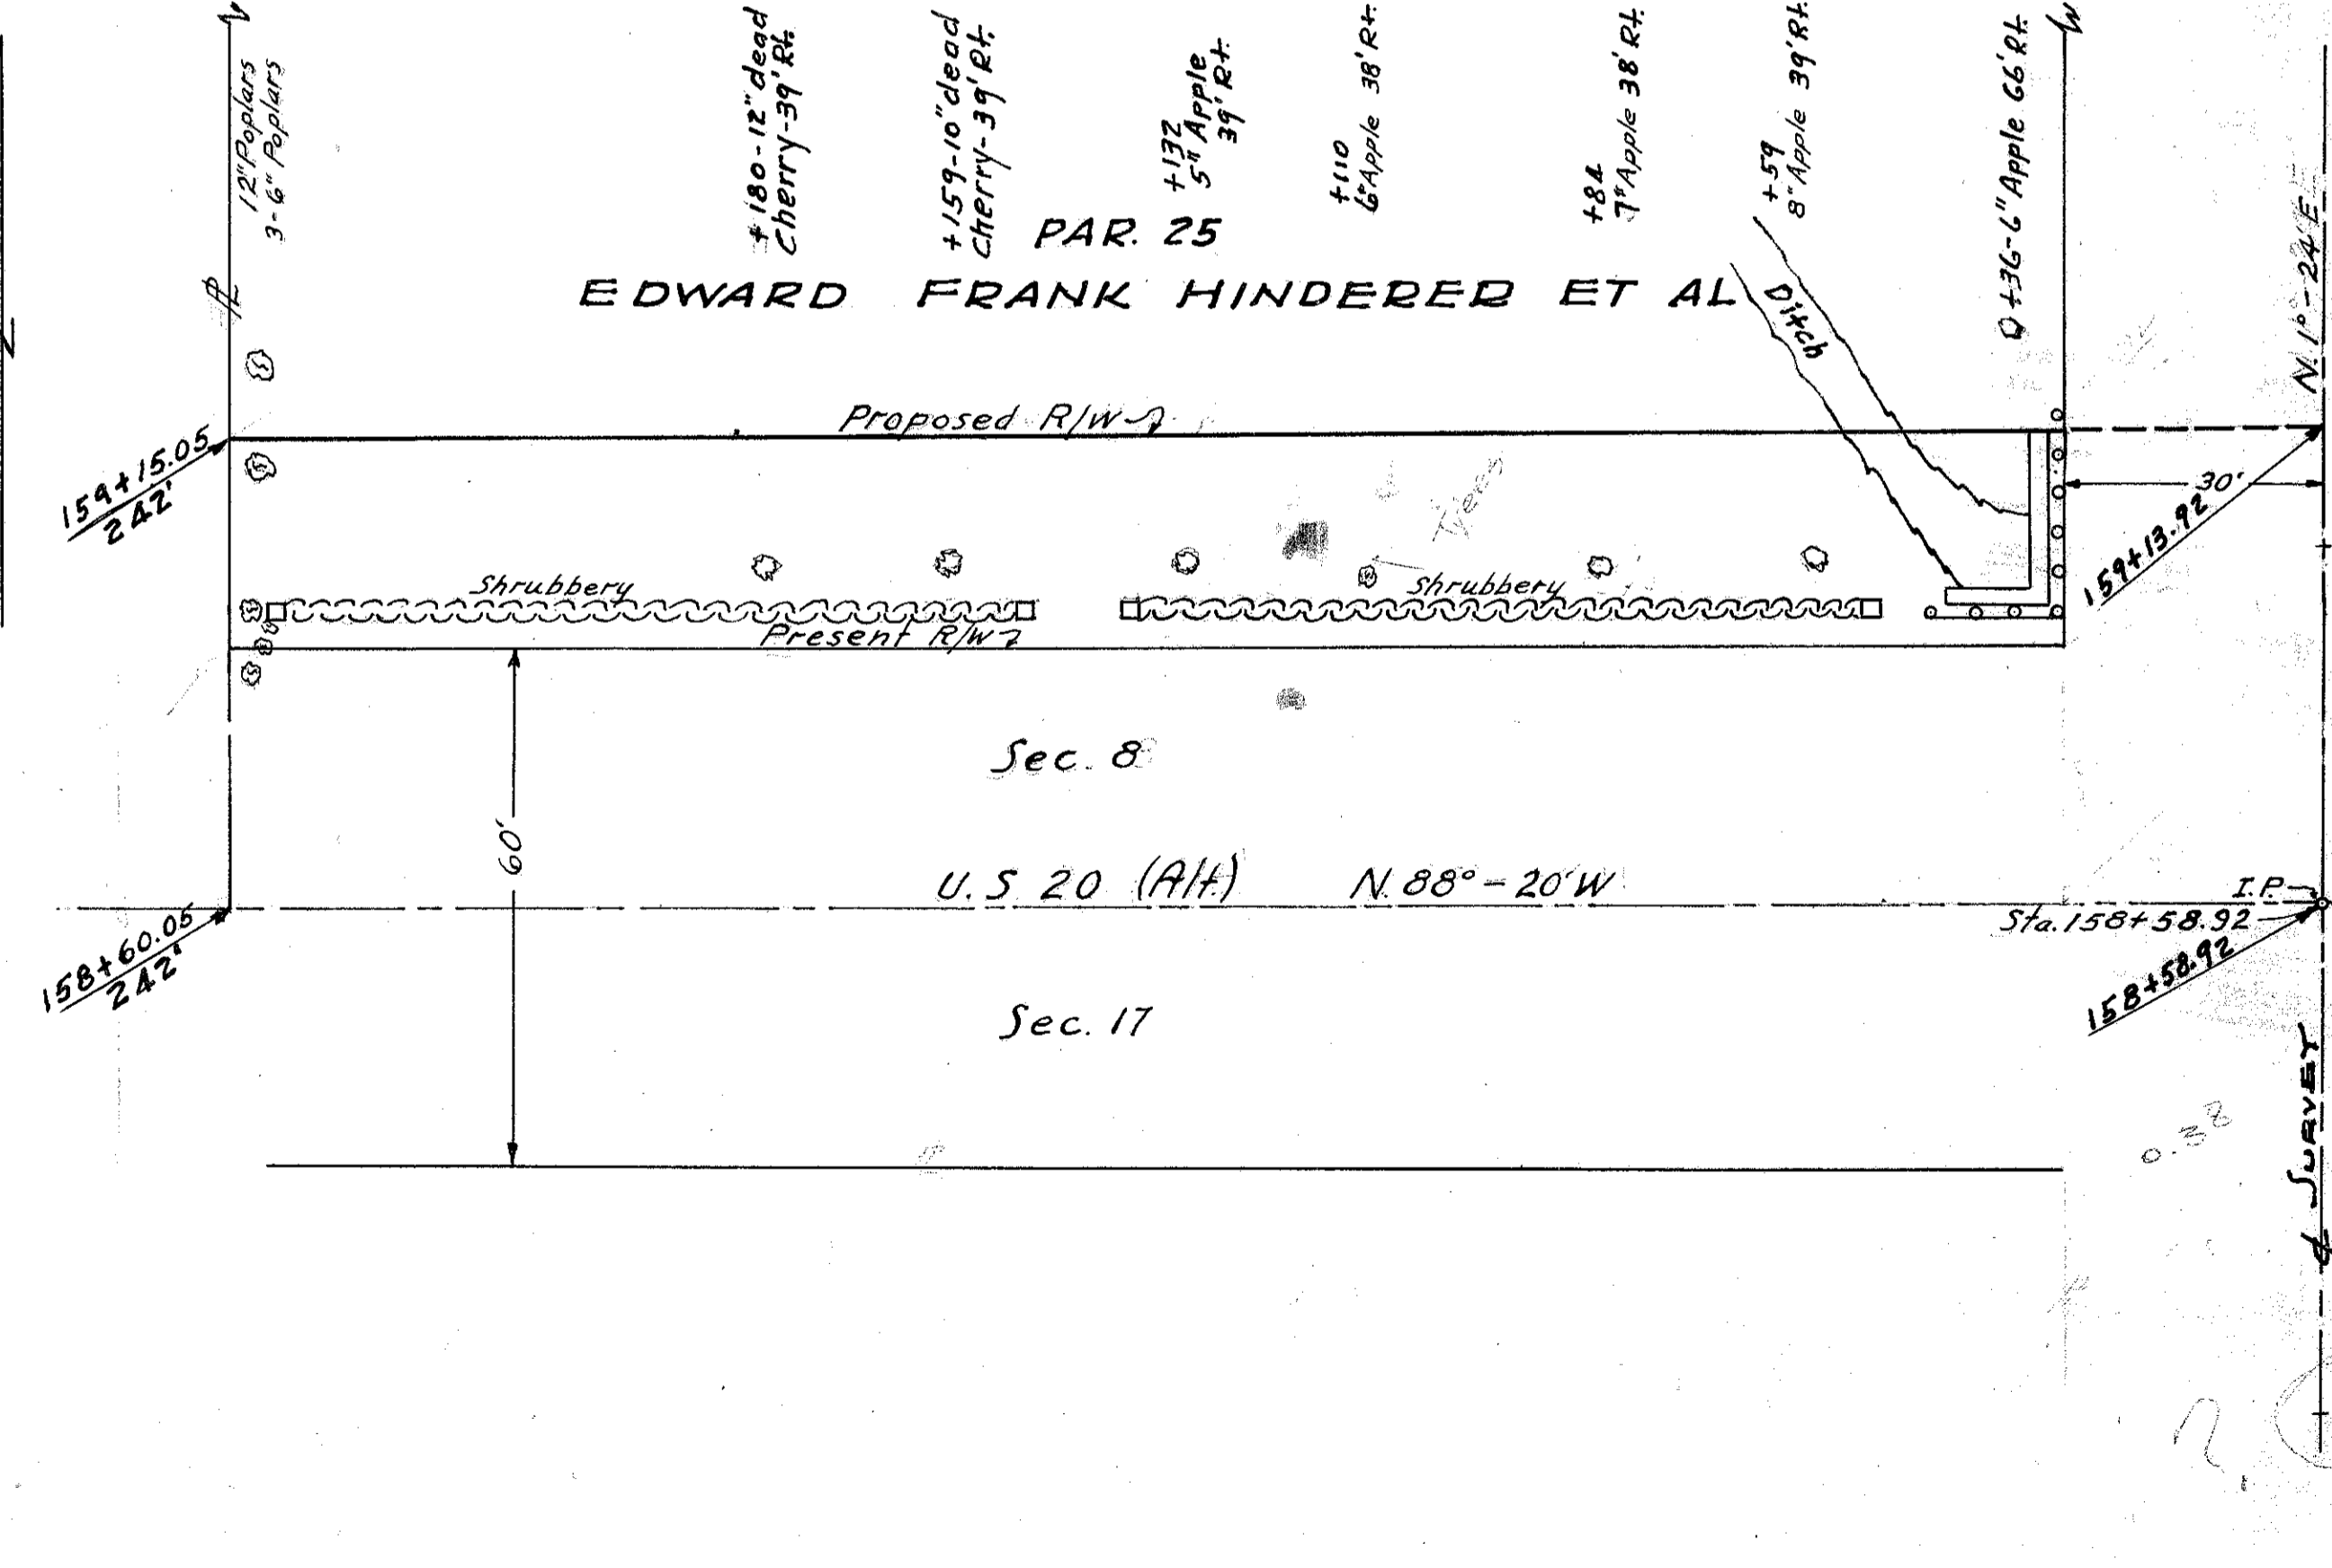 12" Poplars
3-6" Poplars
+180-12" dead
Cherry-39' Rt.
+159-10" dead
Cherry-39' Rt.
+132
5" Apple
39' Rt.
+110
6" Apple 38' Rt.
+84
7" Apple 38' Rt.
+59
8" Apple 39' Rt.
+36-6" Apple 66' Rt.
N. 1°-24' E.
PAR. 25
EDWARD FRANK HINDERER ET AL
Ditch
Proposed R/W
159+15.05
242'
30'
159+13.92
Trees
Shrubbery
Shrubbery
Present R/W
Sec. 8
60'
U.S 20 (Alt.) N. 88°-20' W
I.P.
Sta. 158+58.92
158+60.05
242'
158+58.92
Sec. 17
℄ SURVEY
0.38